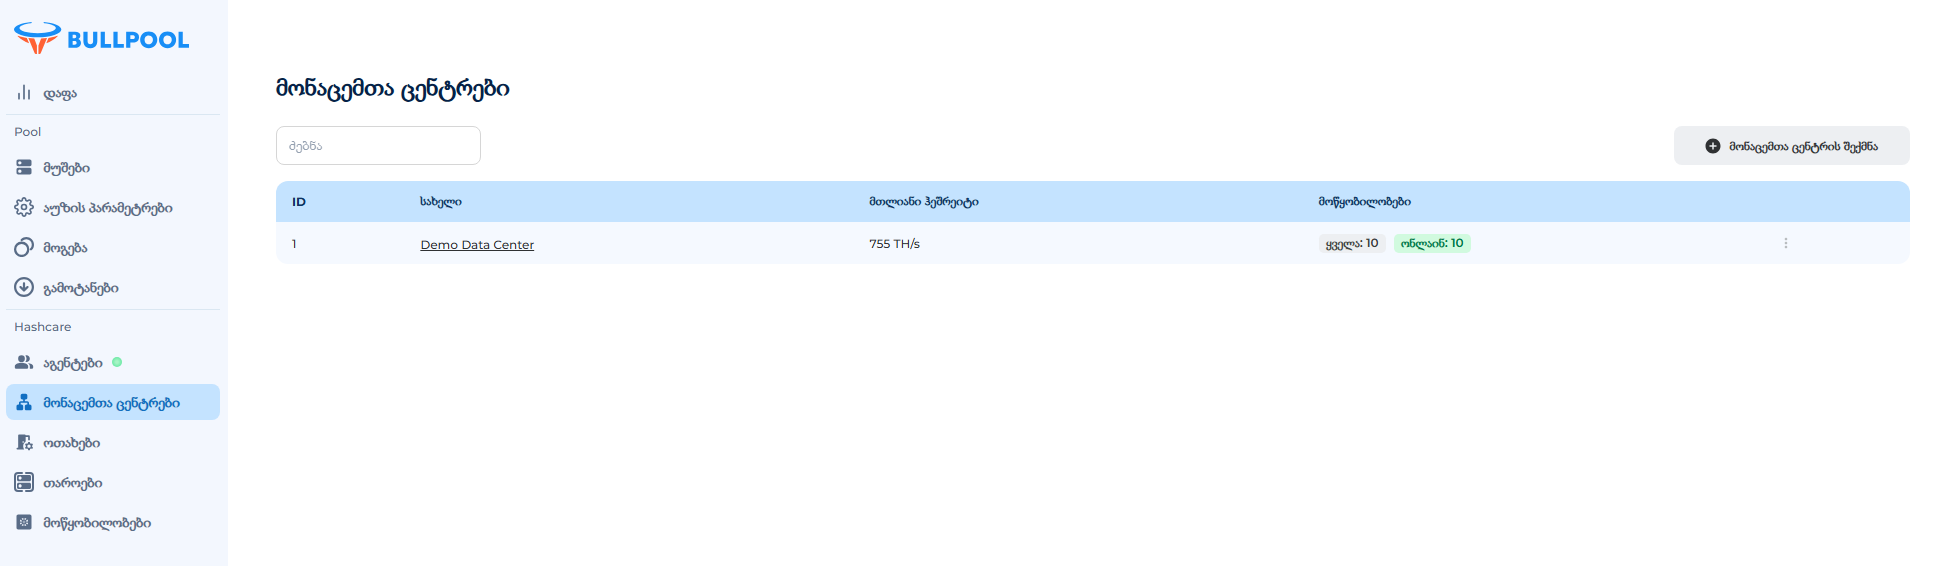 BULLPOOL
დაფა
Pool
მუშები
აუზის პარამეტრები
მოგება
გამოტანები
Hashcare
აგენტები
მონაცემთა ცენტრები
ოთახები
თაროები
მოწყობილობები
მონაცემთა ცენტრები
ძებნა
მონაცემთა ცენტრის შექმნა
ID სახელი მთლიანი ჰეშრეიტი მოწყობილობები
1 Demo Data Center 755 TH/s ყველა: 10 ონლაინ: 10